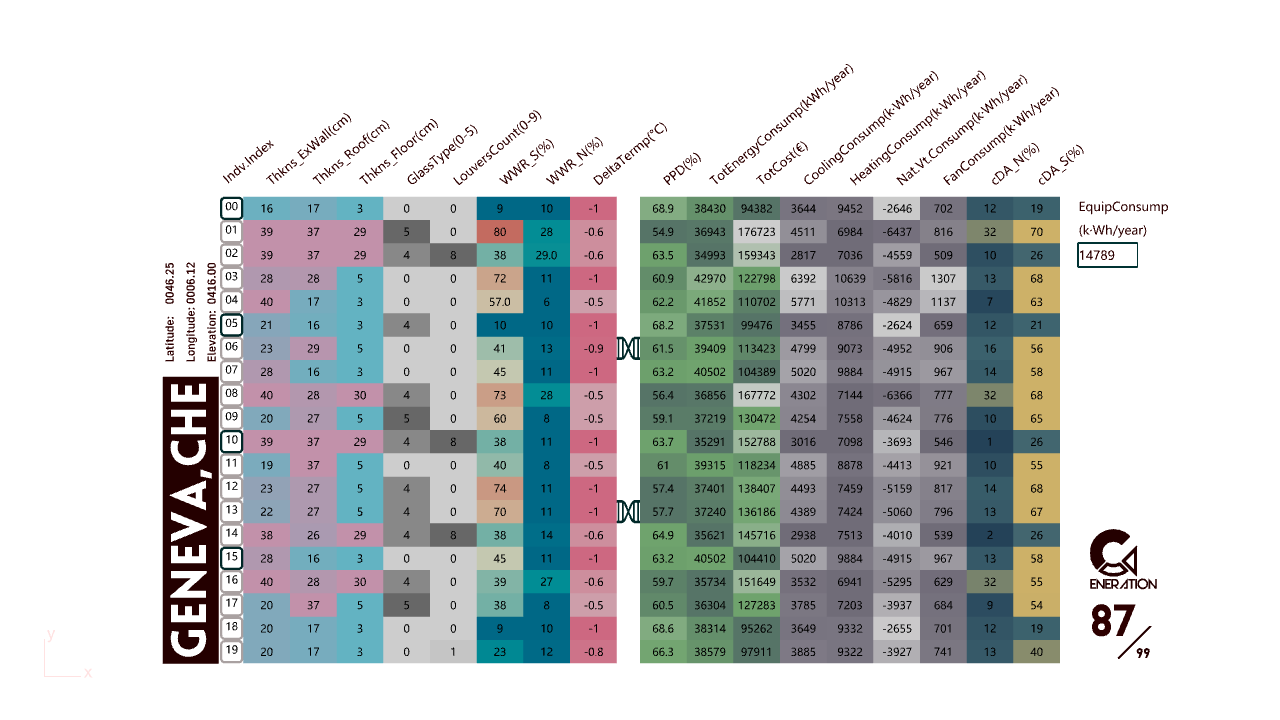 Indv.Index Thkns_ExWall(cm) Thkns_Roof(cm) Thkns_Floor(cm) GlassType(0-5) LouversCount(0-9) WWR_S(%) WWR_N(%) DeltaTermp(°C) PPD(%) TotEnergyConsump(kWh/year) TotCost(€) CoolingConsump(k·Wh/year) HeatingConsump(k·Wh/year) Nat.Vt.Consump(k·Wh/year) FanConsump(k·Wh/year) cDA_N(%) cDA_S(%)
00 16 17 3 0 0 9 10 -1 68.9 38430 94382 3644 9452 -2646 702 12 19
01 39 37 29 5 0 80 28 -0.6 54.9 36943 176723 4511 6984 -6437 816 32 70
02 39 37 29 4 8 38 29.0 -0.6 63.5 34993 159343 2817 7036 -4559 509 10 26
03 28 28 5 0 0 72 11 -1 60.9 42970 122798 6392 10639 -5816 1307 13 68
04 40 17 3 0 0 57.0 6 -0.5 62.2 41852 110702 5771 10313 -4829 1137 7 63
05 21 16 3 4 0 10 10 -1 68.2 37531 99476 3455 8786 -2624 659 12 21
06 23 29 5 0 0 41 13 -0.9 61.5 39409 113423 4799 9073 -4952 906 16 56
07 28 16 3 0 0 45 11 -1 63.2 40502 104389 5020 9884 -4915 967 14 58
08 40 28 30 4 0 73 28 -0.5 56.4 36856 167772 4302 7144 -6366 777 32 68
09 20 27 5 5 0 60 8 -0.5 59.1 37219 130472 4254 7558 -4624 776 10 65
10 39 37 29 4 8 38 11 -1 63.7 35291 152788 3016 7098 -3693 546 1 26
11 19 37 5 0 0 40 8 -0.5 61 39315 118234 4885 8878 -4413 921 10 55
12 23 27 5 4 0 74 11 -1 57.4 37401 138407 4493 7459 -5159 817 14 68
13 22 27 5 4 0 70 11 -1 57.7 37240 136186 4389 7424 -5060 796 13 67
14 38 26 29 4 8 38 14 -0.6 64.9 35621 145716 2938 7513 -4010 539 2 26
15 28 16 3 0 0 45 11 -1 63.2 40502 104410 5020 9884 -4915 967 13 58
16 40 28 30 4 0 39 27 -0.6 59.7 35734 151649 3532 6941 -5295 629 32 55
17 20 37 5 5 0 38 8 -0.5 60.5 36304 127283 3785 7203 -3937 684 9 54
18 20 17 3 0 0 9 10 -1 68.6 38314 95262 3649 9332 -2655 701 12 19
19 20 17 3 0 1 23 12 -0.8 66.3 38579 97911 3885 9322 -3927 741 13 40
EquipConsump
(k·Wh/year)
14789
Latitude: 0046.25
Longitude: 0006.12
Elevation: 0416.00
GENEVA,CHE
ENERATION
87/99
y
x